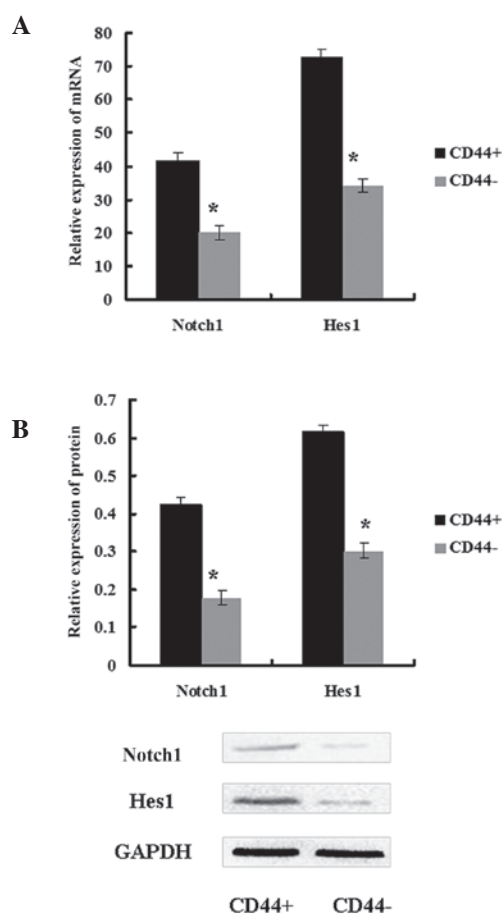 A
Relative expression of mRNA
80
70
60
50
40
30
20
10
0
*
*
Notch1 Hes1
CD44+
CD44-
B
Relative expression of protein
0.7
0.6
0.5
0.4
0.3
0.2
0.1
0
*
*
Notch1 Hes1
CD44+
CD44-
Notch1
Hes1
GAPDH
CD44+ CD44-